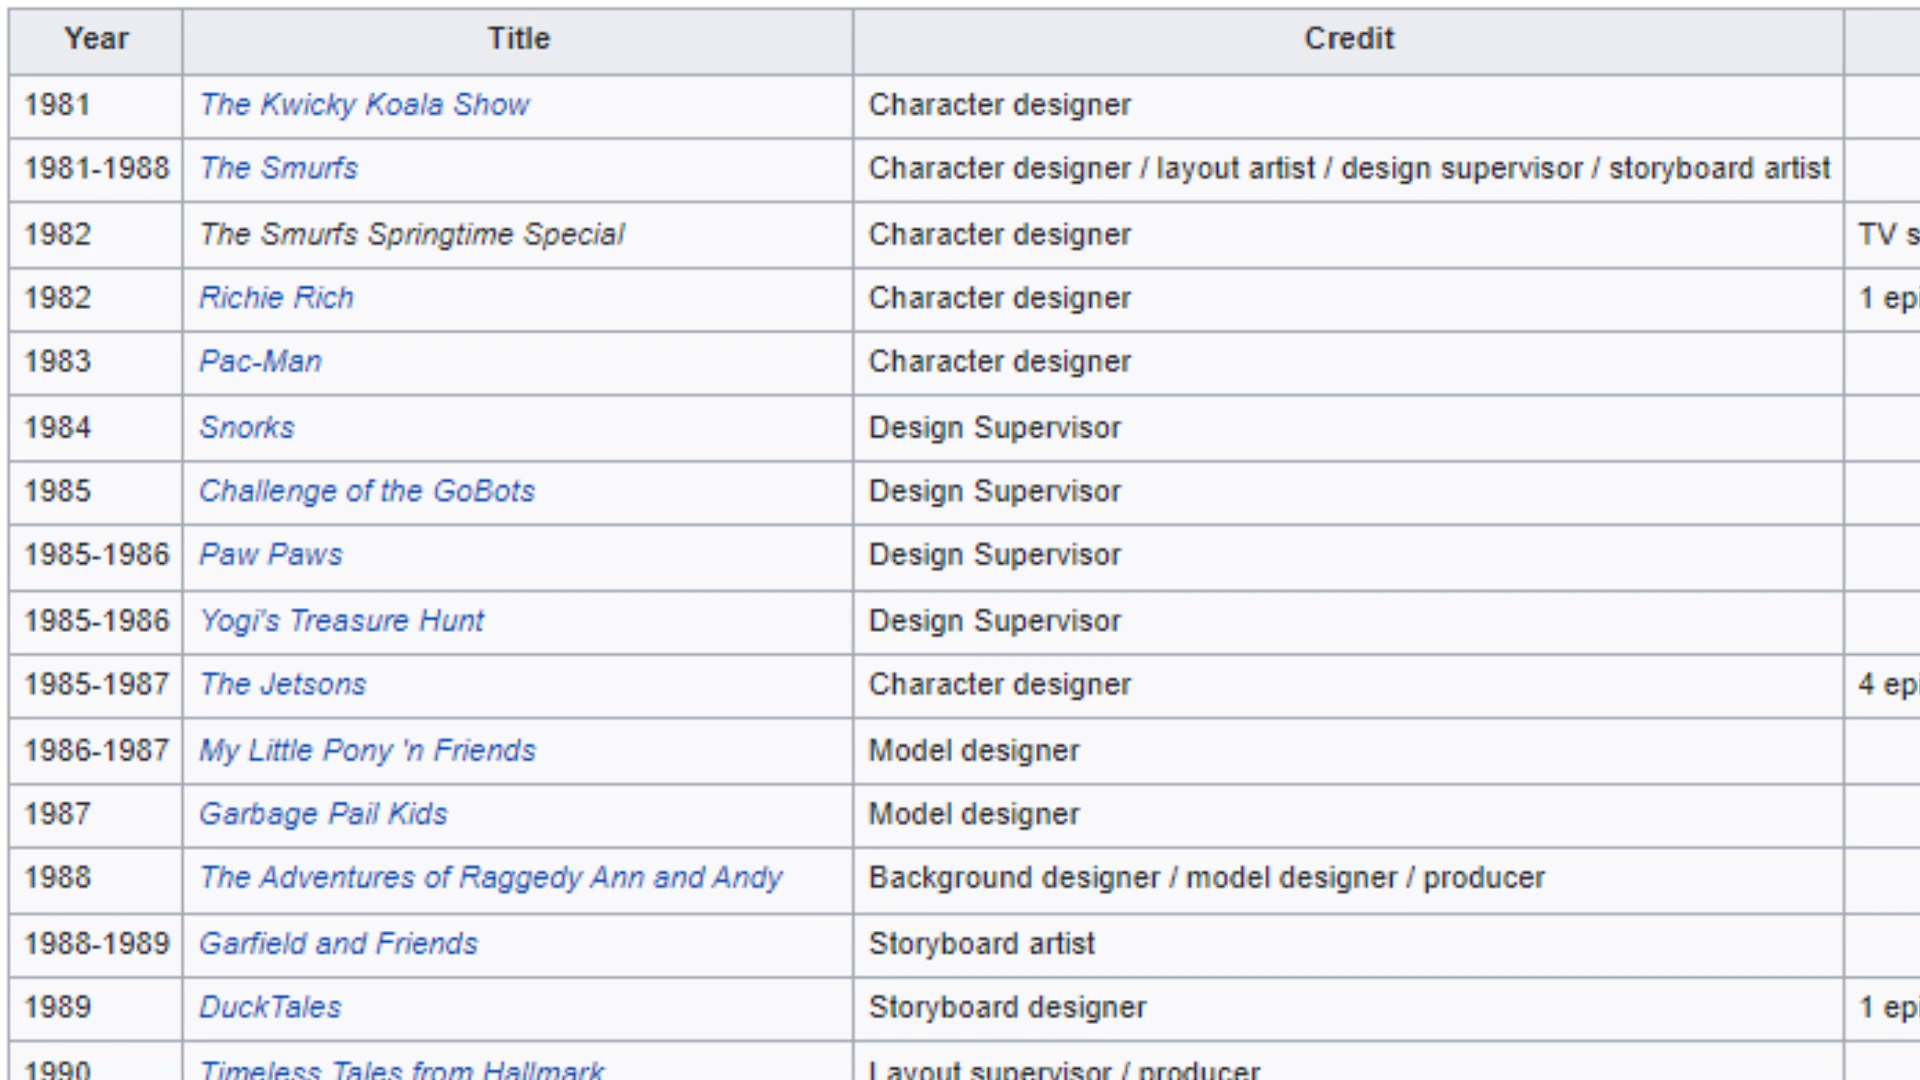 Year Title Credit
1981 The Kwicky Koala Show Character designer
1981-1988 The Smurfs Character designer / layout artist / design supervisor / storyboard artist
1982 The Smurfs Springtime Special Character designer TV
1982 Richie Rich Character designer 1
1983 Pac-Man Character designer
1984 Snorks Design Supervisor
1985 Challenge of the GoBots Design Supervisor
1985-1986 Paw Paws Design Supervisor
1985-1986 Yogi's Treasure Hunt Design Supervisor
1985-1987 The Jetsons Character designer 4
1986-1987 My Little Pony 'n Friends Model designer
1987 Garbage Pail Kids Model designer
1988 The Adventures of Raggedy Ann and Andy Background designer / model designer / producer
1988-1989 Garfield and Friends Storyboard artist
1989 DuckTales Storyboard designer 1
1990 Timeless Tales from Hallmark Layout supervisor / producer